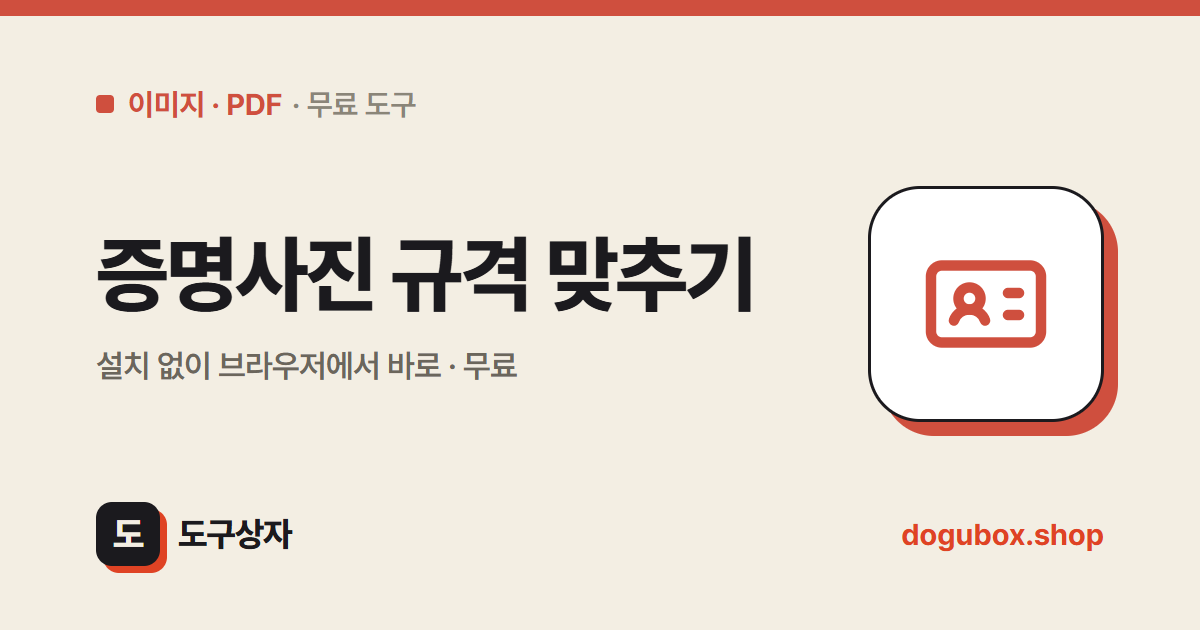 이미지 · PDF · 무료 도구
증명사진 규격 맞추기
설치 없이 브라우저에서 바로 · 무료
도 도구상자
dogubox.shop